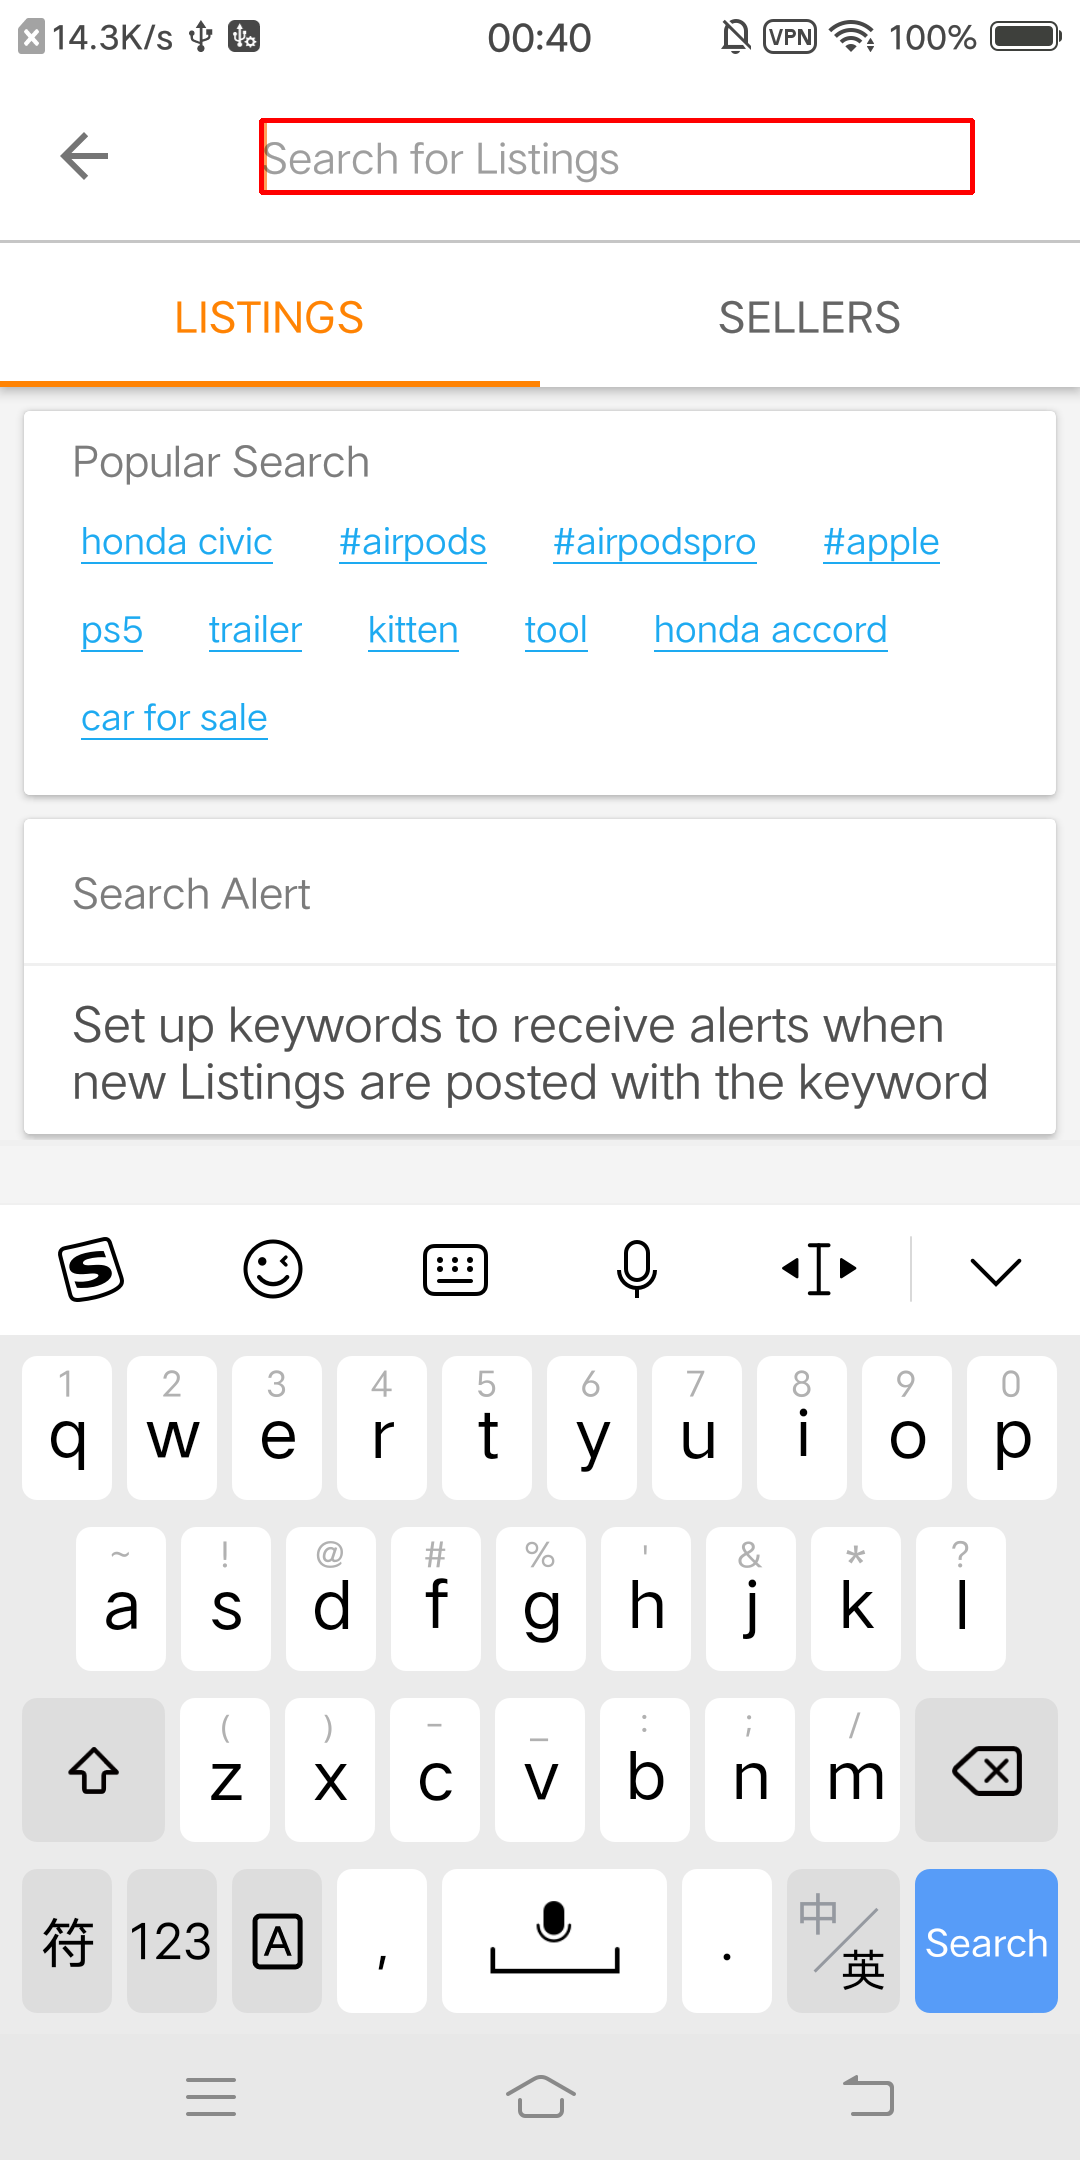 14.3K/s 00:40 VPN 100%
Search for Listings
LISTINGS SELLERS
Popular Search
honda civic #airpods #airpodspro #apple
ps5 trailer kitten tool honda accord
car for sale
Search Alert
Set up keywords to receive alerts when
new Listings are posted with the keyword
1 2 3 4 5 6 7 8 9 0
q w e r t y u i o p
~ ! @ # % ' & * ?
a s d f g h j k l
( ) - _ : ; /
z x c v b n m
符 123 A , . 中/英 Search